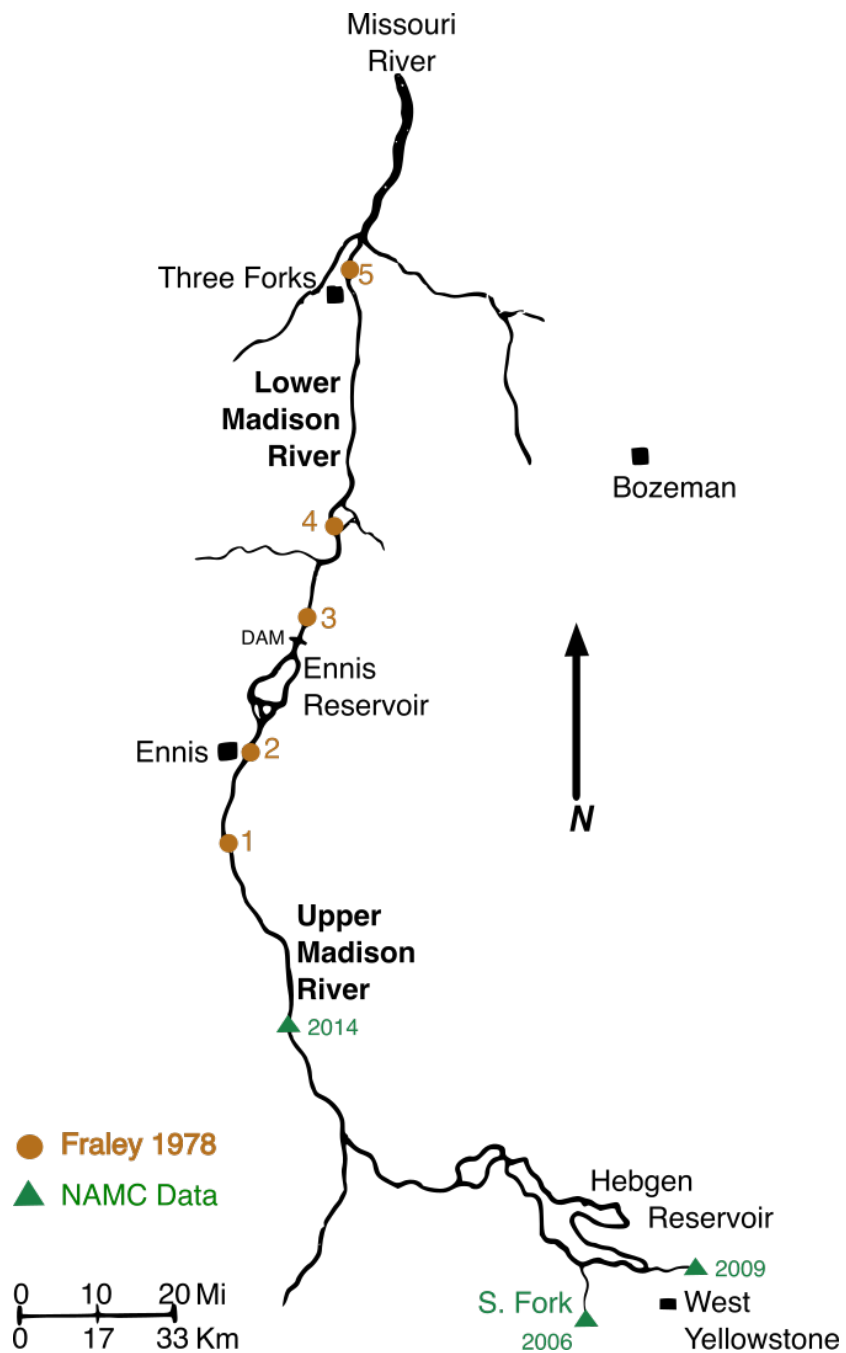 Missouri
River
Three Forks
5
Lower
Madison
River
Bozeman
4
3
DAM
Ennis
Reservoir
Ennis
2
N
1
Upper
Madison
River
2014
Fraley 1978
NAMC Data
Hebgen
Reservoir
2009
S. Fork
2006
West
Yellowstone
0 10 20 Mi
0 17 33 Km